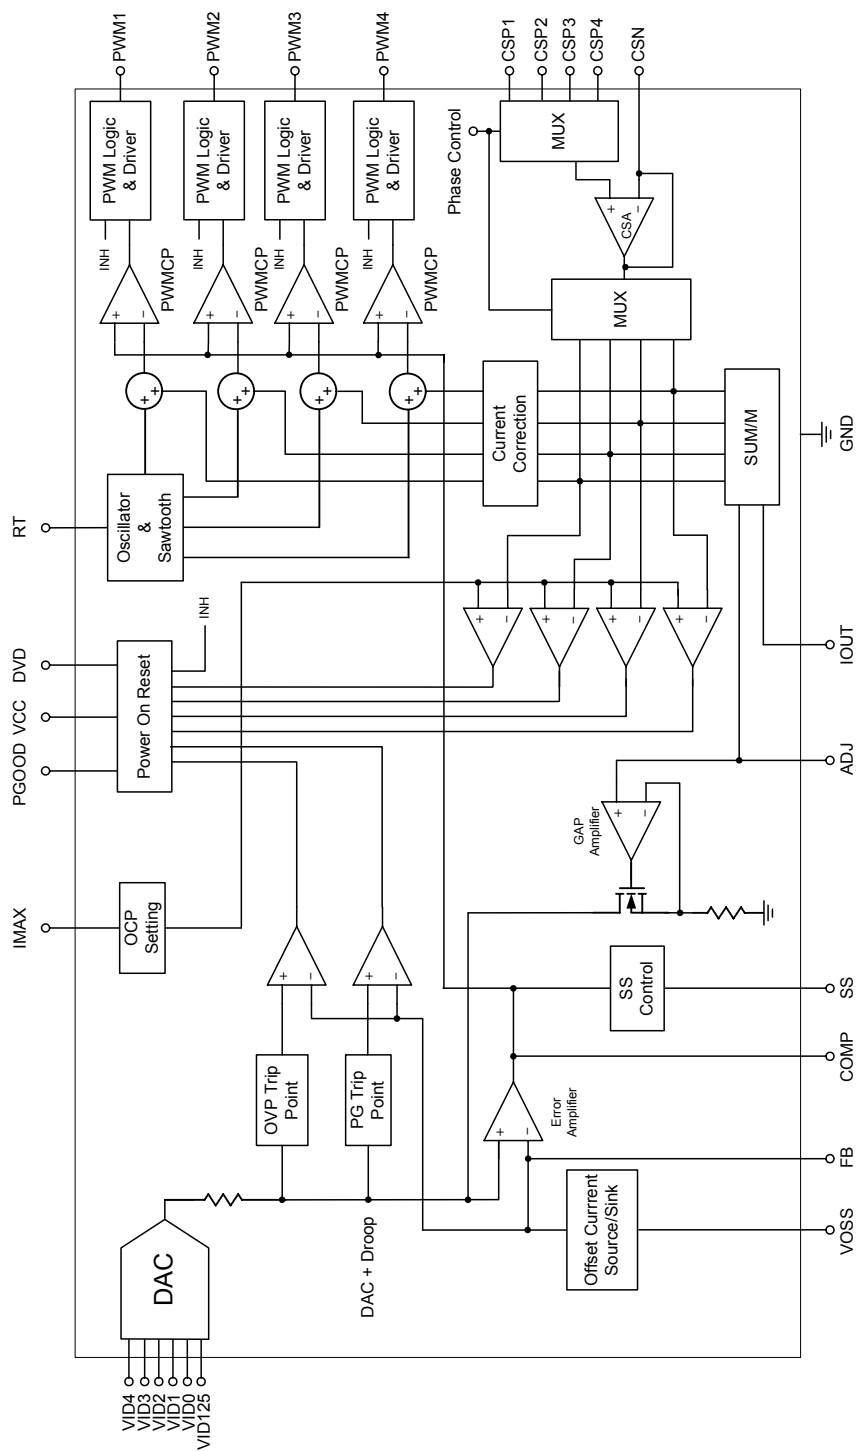 PWM1
PWM2
PWM3
PWM4
CSP1
CSP2
CSP3
CSP4
CSN
PWM Logic
& Driver
PWM Logic
& Driver
PWM Logic
& Driver
PWM Logic
& Driver
Phase Control
MUX
INH
INH
INH
INH
+
−
CSA
+
−
PWMCP
+
−
PWMCP
+
−
PWMCP
+
−
PWMCP
MUX
+
+
+
+
+
+
+
+
Current
Correction
SUM/M
GND
RT
Oscillator
&
Sawtooth
INH
DVD
VCC
PGOOD
Power On Reset
+
−
+
−
+
−
+
−
IOUT
ADJ
IMAX
OCP
Setting
+
−
GAP
Amplifier
+
−
+
−
SS
Control
SS
OVP Trip
Point
PG Trip
Point
+
−
Error
Amplifier
COMP
FB
DAC
DAC + Droop
Offset Currrent
Source/Sink
VOSS
VID4
VID3
VID2
VID1
VID0
VID125